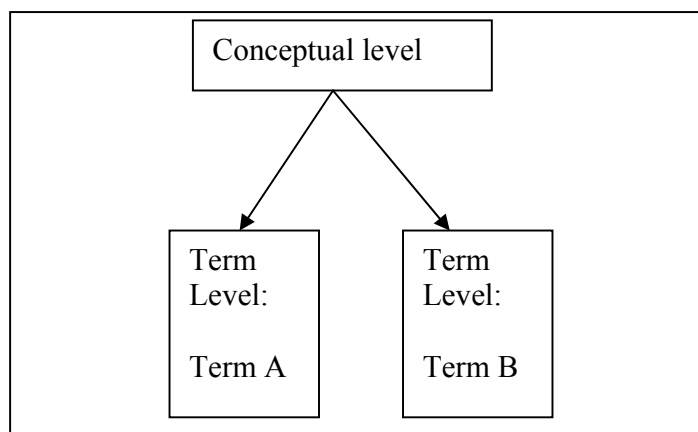 Conceptual level
Term
Level:
Term A
Term
Level:
Term B